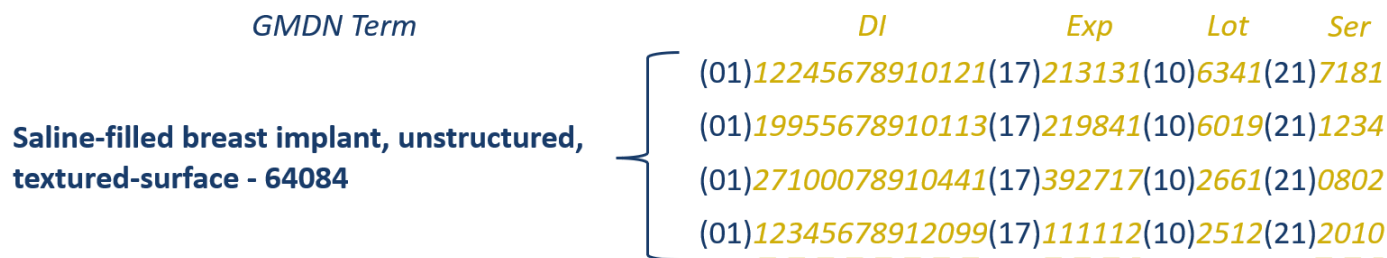 GMDN Term DI Exp Lot Ser
(01)12245678910121(17)213131(10)6341(21)7181
(01)19955678910113(17)219841(10)6019(21)1234
Saline-filled breast implant, unstructured,
textured-surface - 64084
(01)27100078910441(17)392717(10)2661(21)0802
(01)12345678912099(17)111112(10)2512(21)2010